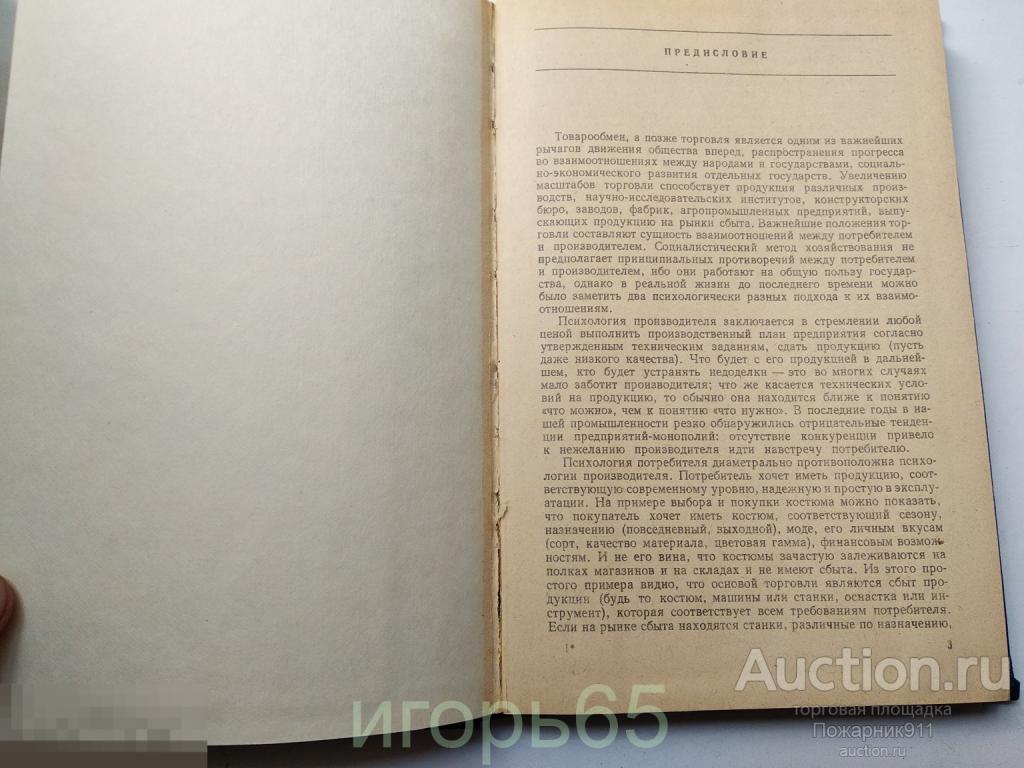 ПРЕДИСЛОВИЕ
Товарообмен, а позже торговля является одним из важнейших
рычагов движения общества вперед, распространения прогресса
во взаимоотношениях между народами и государствами, социаль-
но-экономического развития отдельных государств. Увеличению
масштабов торговли способствует продукция различных произ-
водств, научно-исследовательских институтов, конструкторских
бюро, заводов, фабрик, агропромышленных предприятий, выпу-
скающих продукцию на рынки сбыта. Важнейшие положения тор-
говли составляют сущность взаимоотношений между потребителем
и производителем. Социалистический метод хозяйствования не
предполагает принципиальных противоречий между потребителем
и производителем, ибо они работают на общую пользу государ-
ства, однако в реальной жизни до последнего времени можно
было заметить два психологически разных подхода к их взаимо-
отношениям.
Психология производителя заключается в стремлении любой
ценой выполнить производственный план предприятия согласно
утвержденным техническим заданиям, сдать продукцию (пусть
даже низкого качества). Что будет с его продукцией в дальней-
шем, кто будет устранять недоделки — это во многих случаях
мало заботит производителя; что же касается технических усло-
вий на продукцию, то обычно она находится ближе к понятию
«что можно», чем к понятию «что нужно». В последние годы в на-
шей промышленности резко обнаружились отрицательные тенден-
ции предприятий-монополий: отсутствие конкуренции привело
к нежеланию производителя идти навстречу потребителю.
Психология потребителя диаметрально противоположна психо-
логии производителя. Потребитель хочет иметь продукцию, соот-
ветствующую современному уровню, надежную и простую в эксплу-
атации. На примере выбора и покупки костюма можно показать,
что покупатель хочет иметь костюм, соответствующий сезону,
назначению (повседневный, выходной), моде, его личным вкусам
(сорт, качество материала, цветовая гамма), финансовым возмож-
ностям. И не его вина, что костюмы зачастую залеживаются на
полках магазинов и на складах и не имеют сбыта. Из этого про-
стого примера видно, что основой торговли являются сбыт про-
дукции (будь то костюм, машины или станки, оснастка или ин-
струмент), которая соответствует всем требованиям потребителя.
Если на рынке сбыта находятся станки, различные по назначению,
1*
3
Auction.ru
торговая площадка
Пожарник911
auction.ru
игорь65